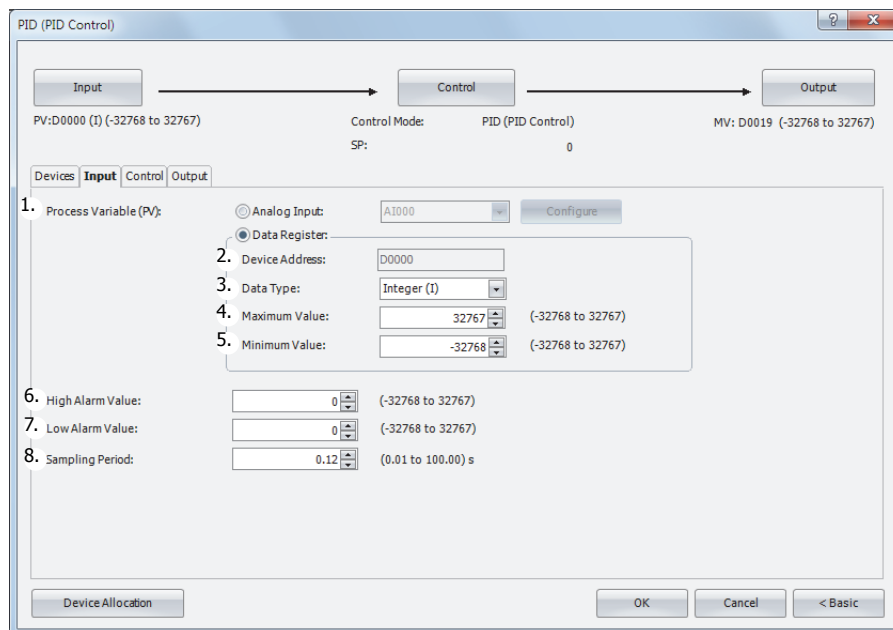 PID (PID Control)
? X
Input Control Output
PV:D0000 (I) (-32768 to 32767) Control Mode: PID (PID Control) MV: D0019 (-32768 to 32767)
SP: 0
Devices Input Control Output
1. Process Variable (PV): Analog Input: AI000 Configure
Data Register:
2. Device Address: D0000
3. Data Type: Integer (I)
4. Maximum Value: 32767 (-32768 to 32767)
5. Minimum Value: -32768 (-32768 to 32767)
6. High Alarm Value: 0 (-32768 to 32767)
7. Low Alarm Value: 0 (-32768 to 32767)
8. Sampling Period: 0.12 (0.01 to 100.00) s
Device Allocation OK Cancel < Basic